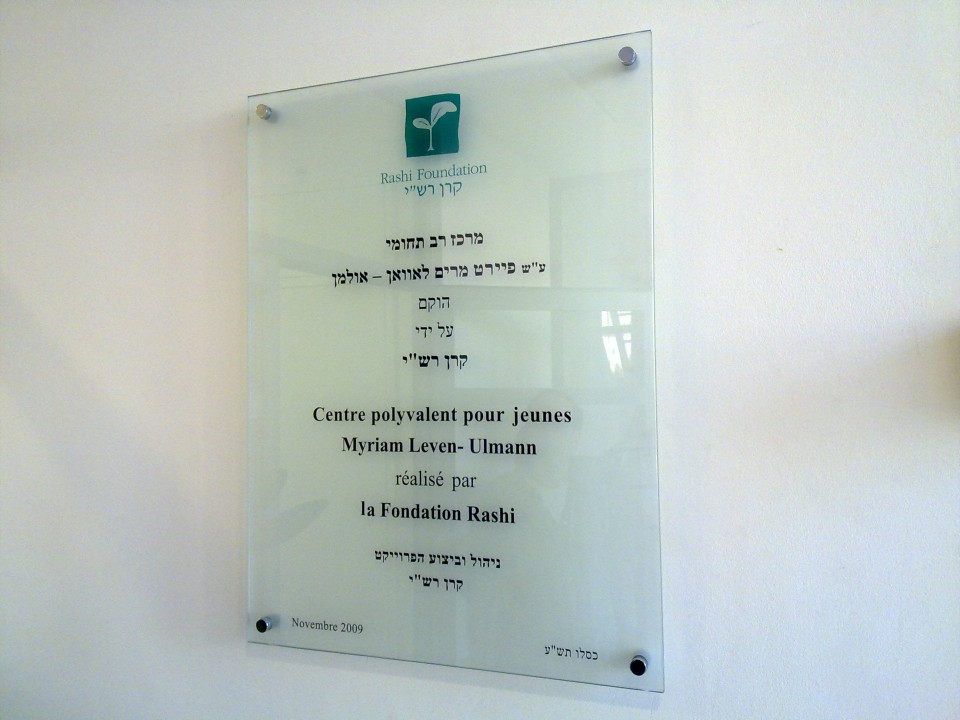 Rashi Foundation
קרן רש"י
מרכז רב תחומי
ע"ש פיירט מרים לאוואן – אולמן
הוקם
על ידי
קרן רש"י
Centre polyvalent pour jeunes
Myriam Leven- Ulmann
réalisé par
la Fondation Rashi
ניהול וביצוע הפרוייקט
קרן רש"י
Novembre 2009
כסלו תש"ע